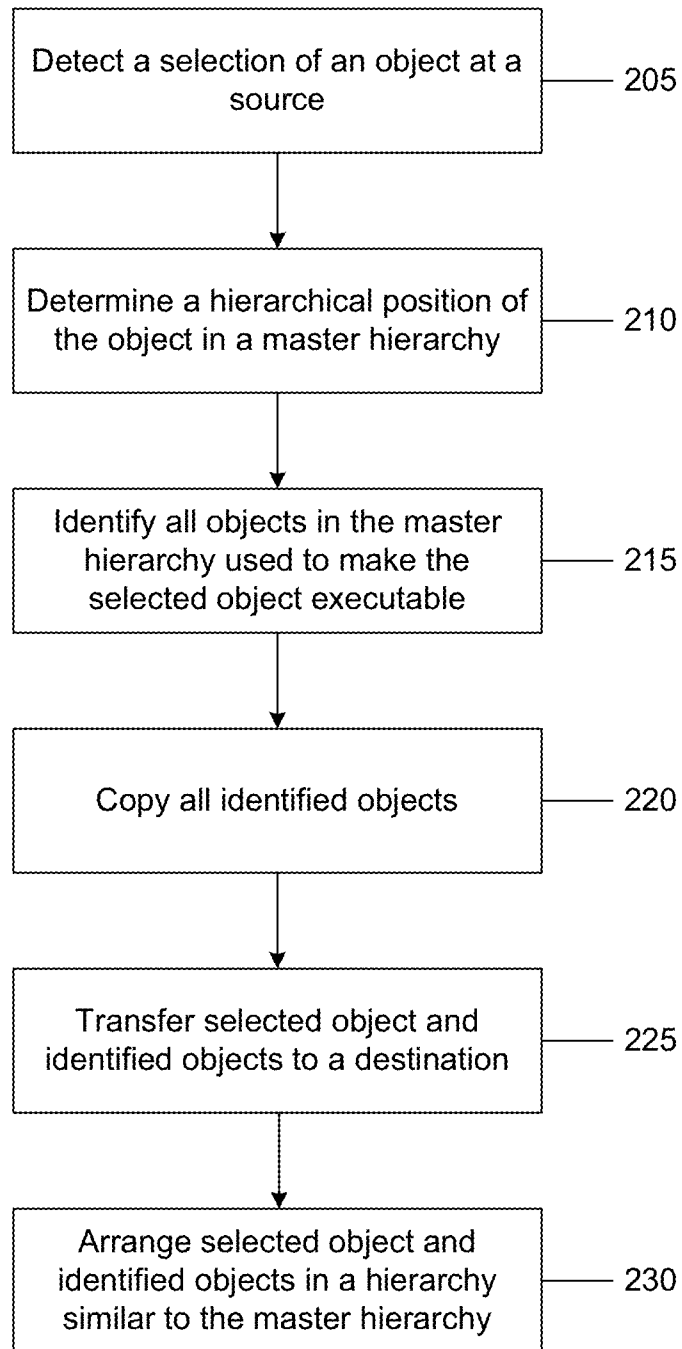 Detect a selection of an object at a
source
205
Determine a hierarchical position of
the object in a master hierarchy
210
Identify all objects in the master
hierarchy used to make the
selected object executable
215
Copy all identified objects
220
Transfer selected object and
identified objects to a destination
225
Arrange selected object and
identified objects in a hierarchy
similar to the master hierarchy
230